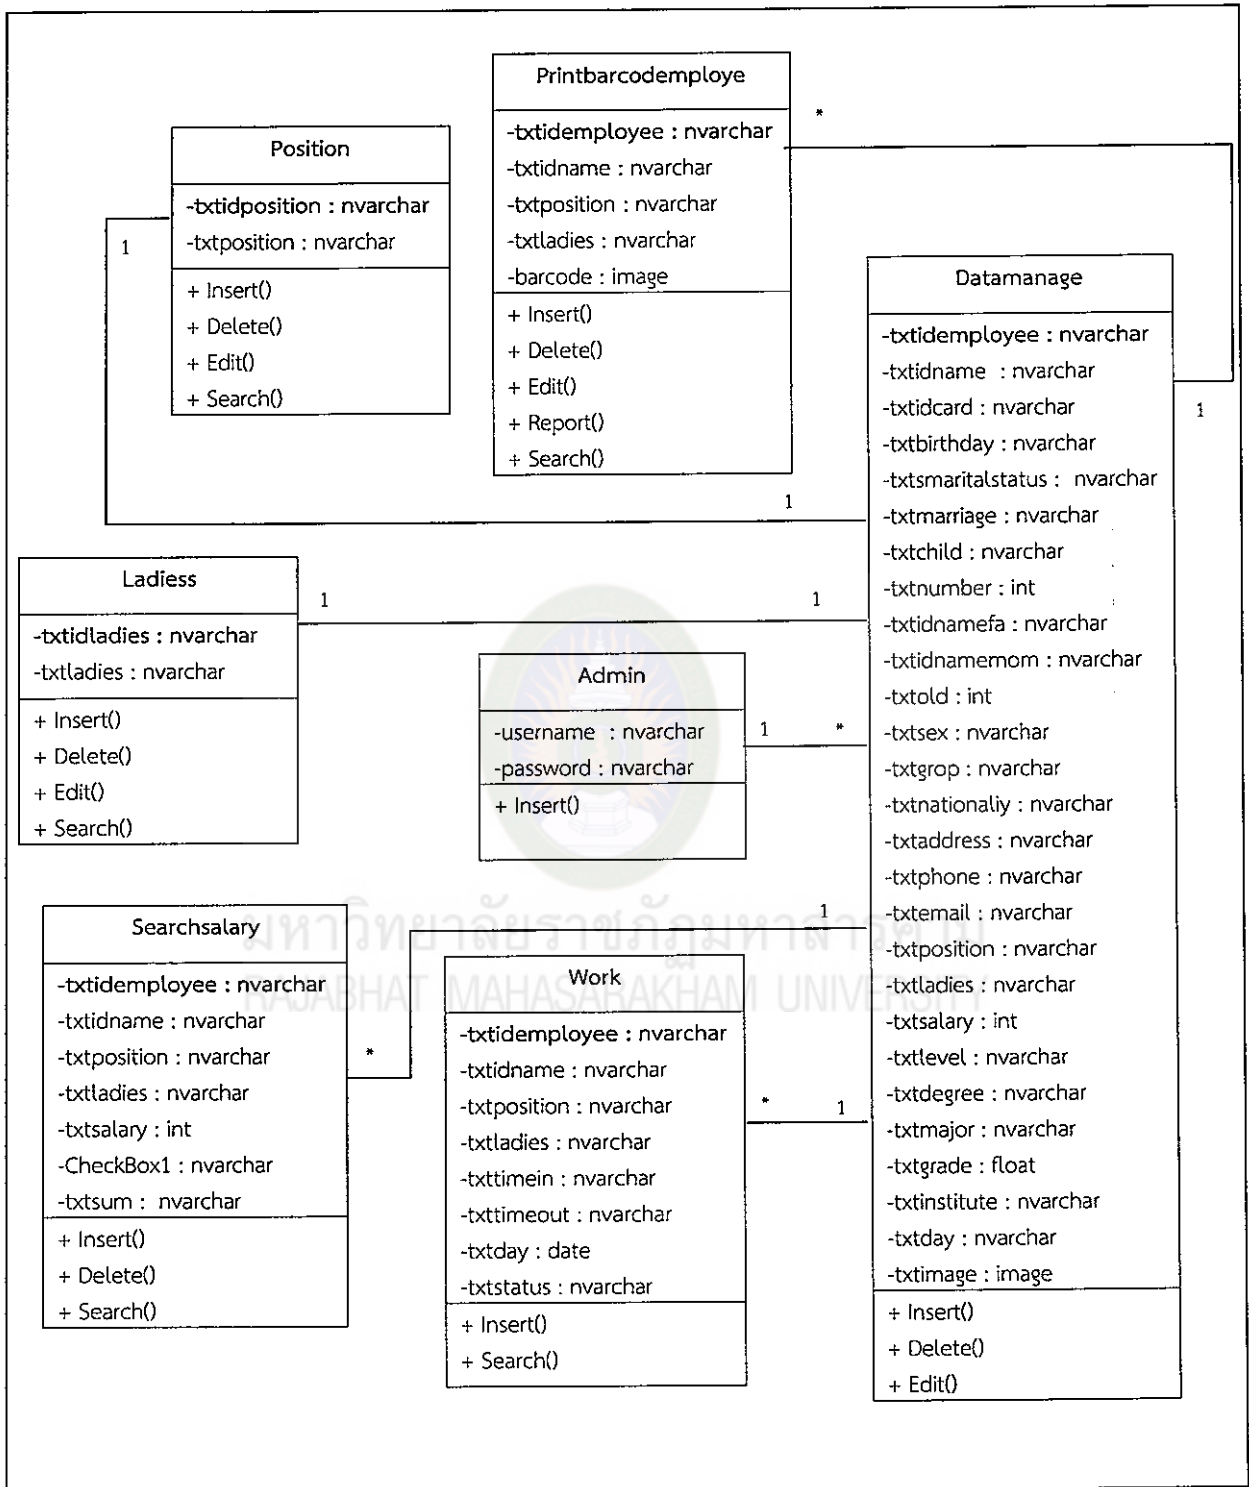 Printbarcodemploye
-txtidemployee : nvarchar
-txtidname : nvarchar
-txtposition : nvarchar
-txtladies : nvarchar
-barcode : image
+ Insert()
+ Delete()
+ Edit()
+ Report()
+ Search()
*
Position
-txtidposition : nvarchar
-txtposition : nvarchar
+ Insert()
+ Delete()
+ Edit()
+ Search()
1
1
Datamanage
-txtidemployee : nvarchar
-txtidname : nvarchar
-txtidcard : nvarchar
-txtbirthday : nvarchar
-txtsmaritalstatus : nvarchar
-txtmarriage : nvarchar
-txtchild : nvarchar
-txtnumber : int
-txtidnamefa : nvarchar
-txtidnamemom : nvarchar
-txtold : int
-txtsex : nvarchar
-txtgrop : nvarchar
-txtnationaliy : nvarchar
-txtaddress : nvarchar
-txtphone : nvarchar
-txtemail : nvarchar
-txtposition : nvarchar
-txtladies : nvarchar
-txtsalary : int
-txtlevel : nvarchar
-txtdegree : nvarchar
-txtmajor : nvarchar
-txtgrade : float
-txtinstitute : nvarchar
-txtday : nvarchar
-txtimage : image
+ Insert()
+ Delete()
+ Edit()
1
Ladiess
-txtidladies : nvarchar
-txtladies : nvarchar
+ Insert()
+ Delete()
+ Edit()
+ Search()
1
1
Admin
-username : nvarchar
-password : nvarchar
+ Insert()
1
*
มหาวิทยาลัยราชภัฏมหาสารคาม
RAJABHAT MAHASARAKHAM UNIVERSITY
Searchsalary
-txtidemployee : nvarchar
-txtidname : nvarchar
-txtposition : nvarchar
-txtladies : nvarchar
-txtsalary : int
-CheckBox1 : nvarchar
-txtsum : nvarchar
+ Insert()
+ Delete()
+ Search()
*
1
Work
-txtidemployee : nvarchar
-txtidname : nvarchar
-txtposition : nvarchar
-txtladies : nvarchar
-txttimein : nvarchar
-txttimeout : nvarchar
-txtday : date
-txtstatus : nvarchar
+ Insert()
+ Search()
*
1